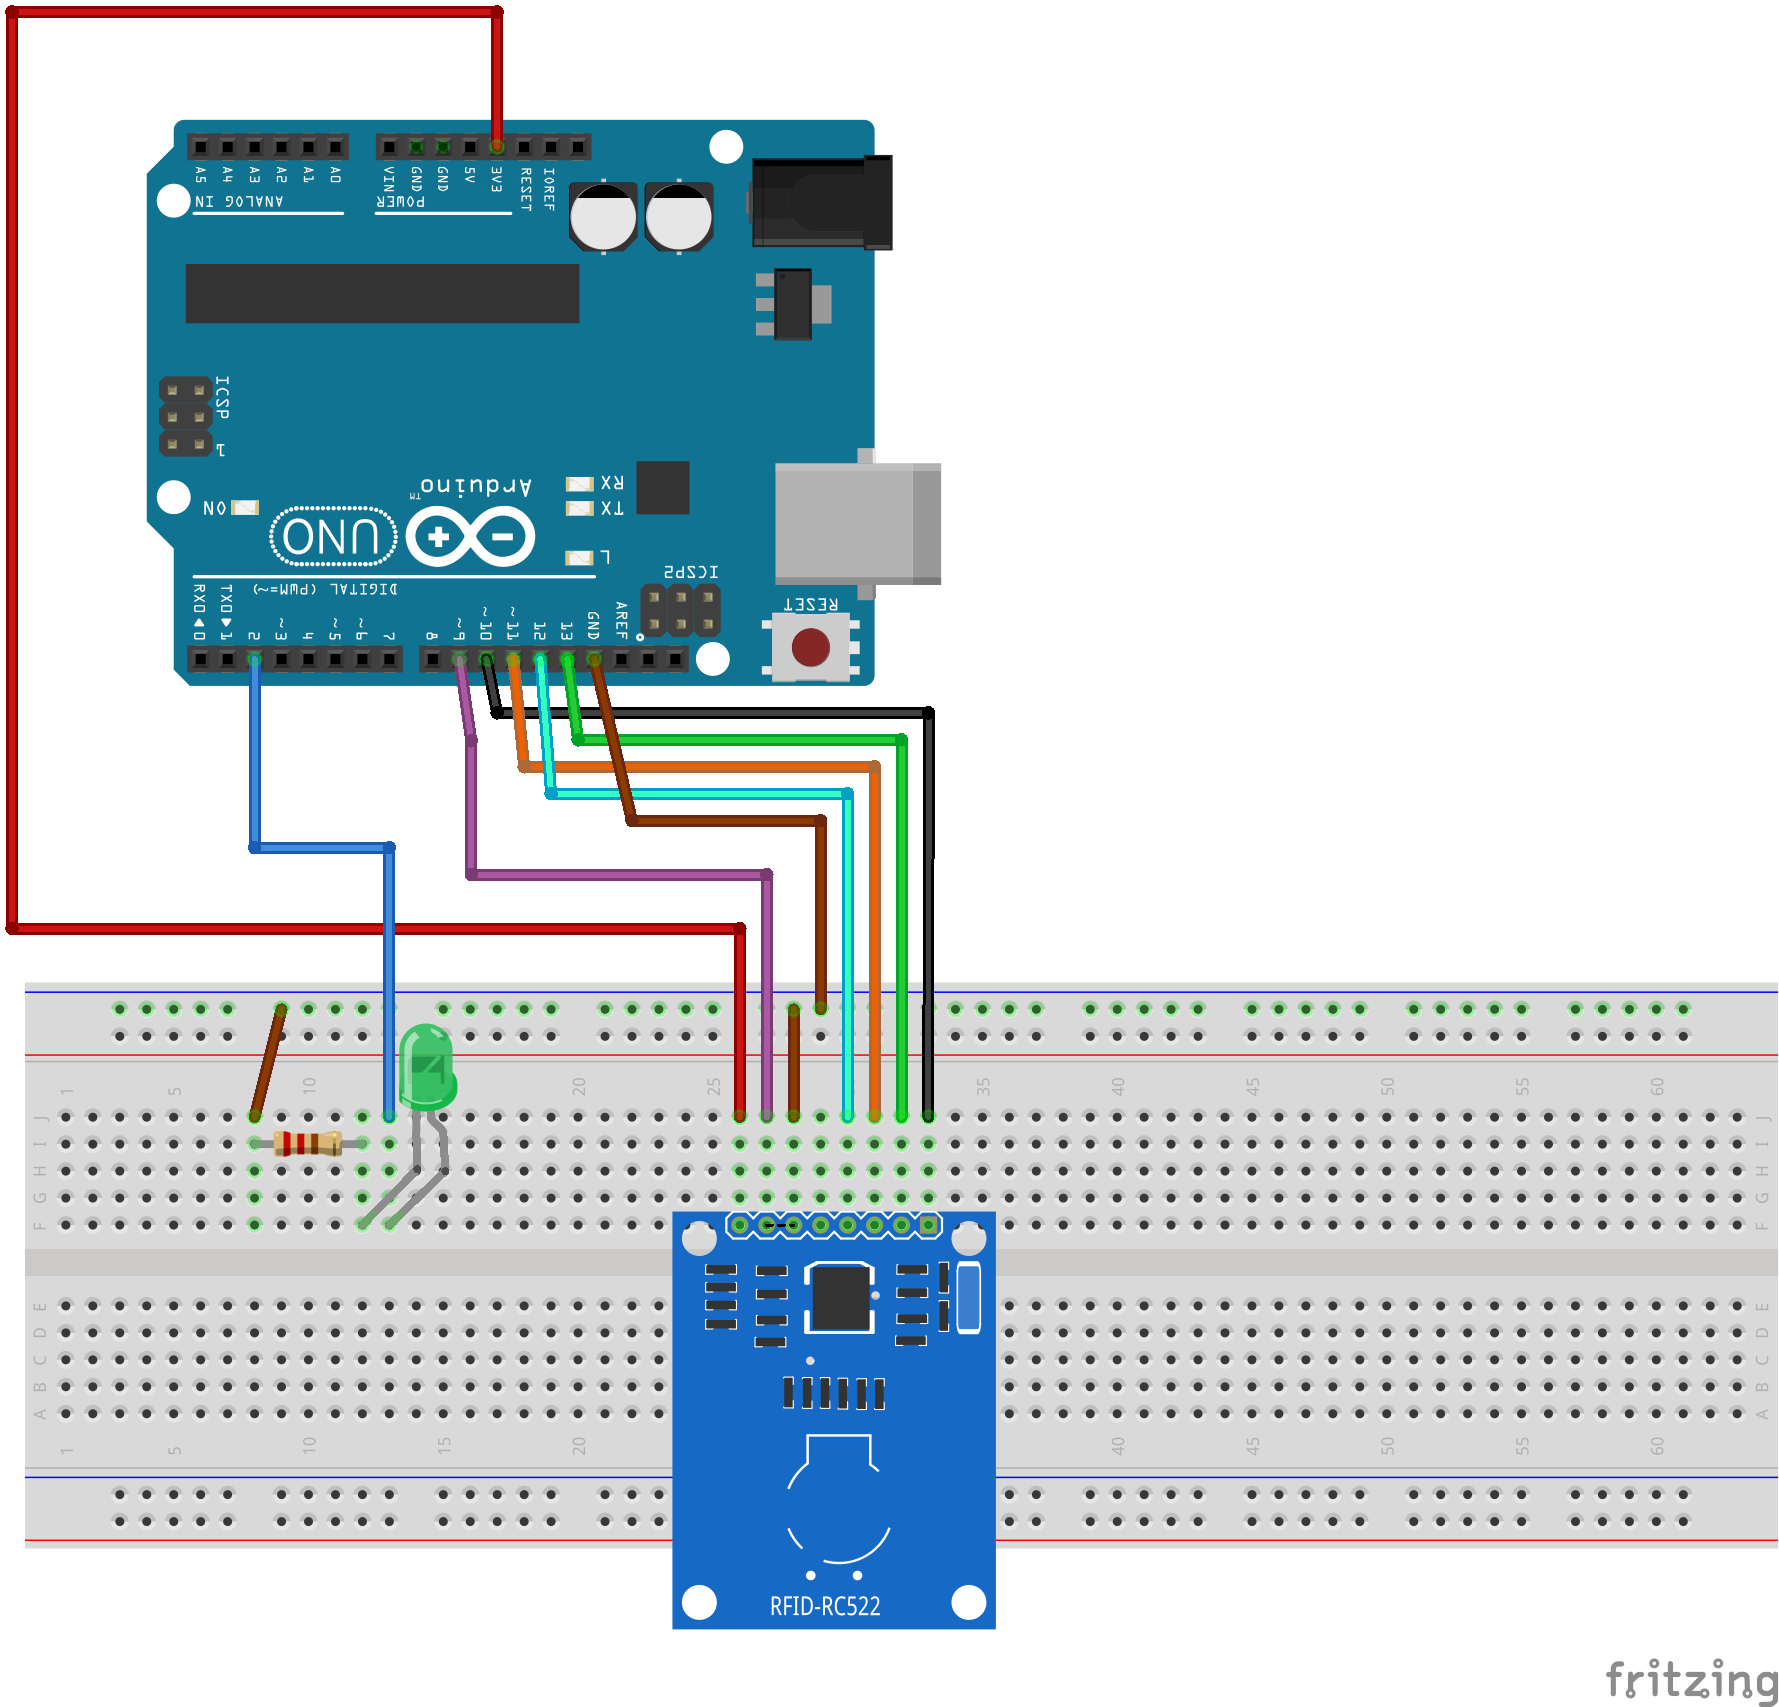 A5 A4 A3 A2 A1 A0
VIN GND GND 5V 3V3 RESET IOREF
ANALOG IN
POWER
ICSP
1
Arduino™
RX
TX
ON
UNO
L
ICSP2
DIGITAL (PWM=~)
RESET
RX0◀0 TX0▶1 2 ~3 4 ~5 ~6 7 8 ~9 ~10 ~11 12 13 GND AREF
1 5 10 20 25 35 40 45 50 55 60
J J
I I
H H
G G
F F
E E
D D
C C
B B
A A
1 5 10 15 20 40 45 50 55 60
RFID-RC522
fritzing